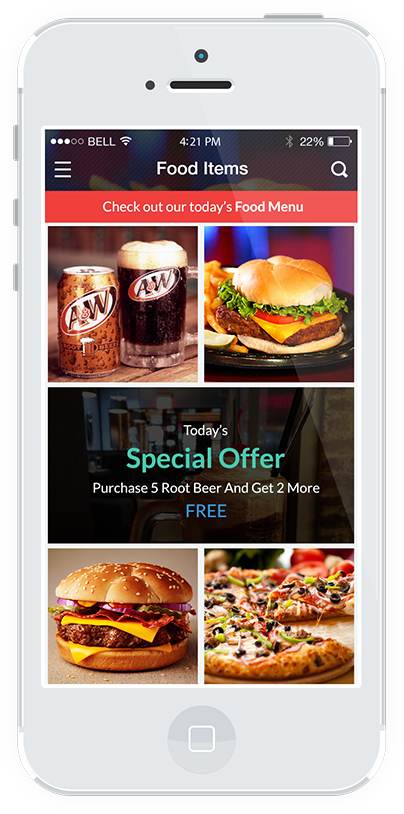 BELL 4:21 PM 22%
Food Items
Check out our today's Food Menu
A&W A&W
Today's
Special Offer
Purchase 5 Root Beer And Get 2 More
FREE